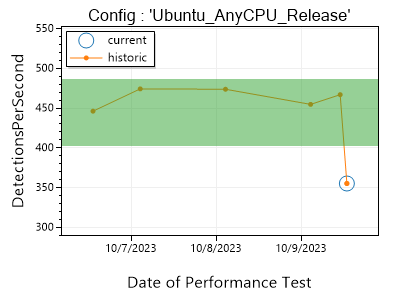 Config : 'Ubuntu_AnyCPU_Release'
550
500
450
400
350
300
DetectionsPerSecond
current
historic
10/7/2023
10/8/2023
10/9/2023
Date of Performance Test